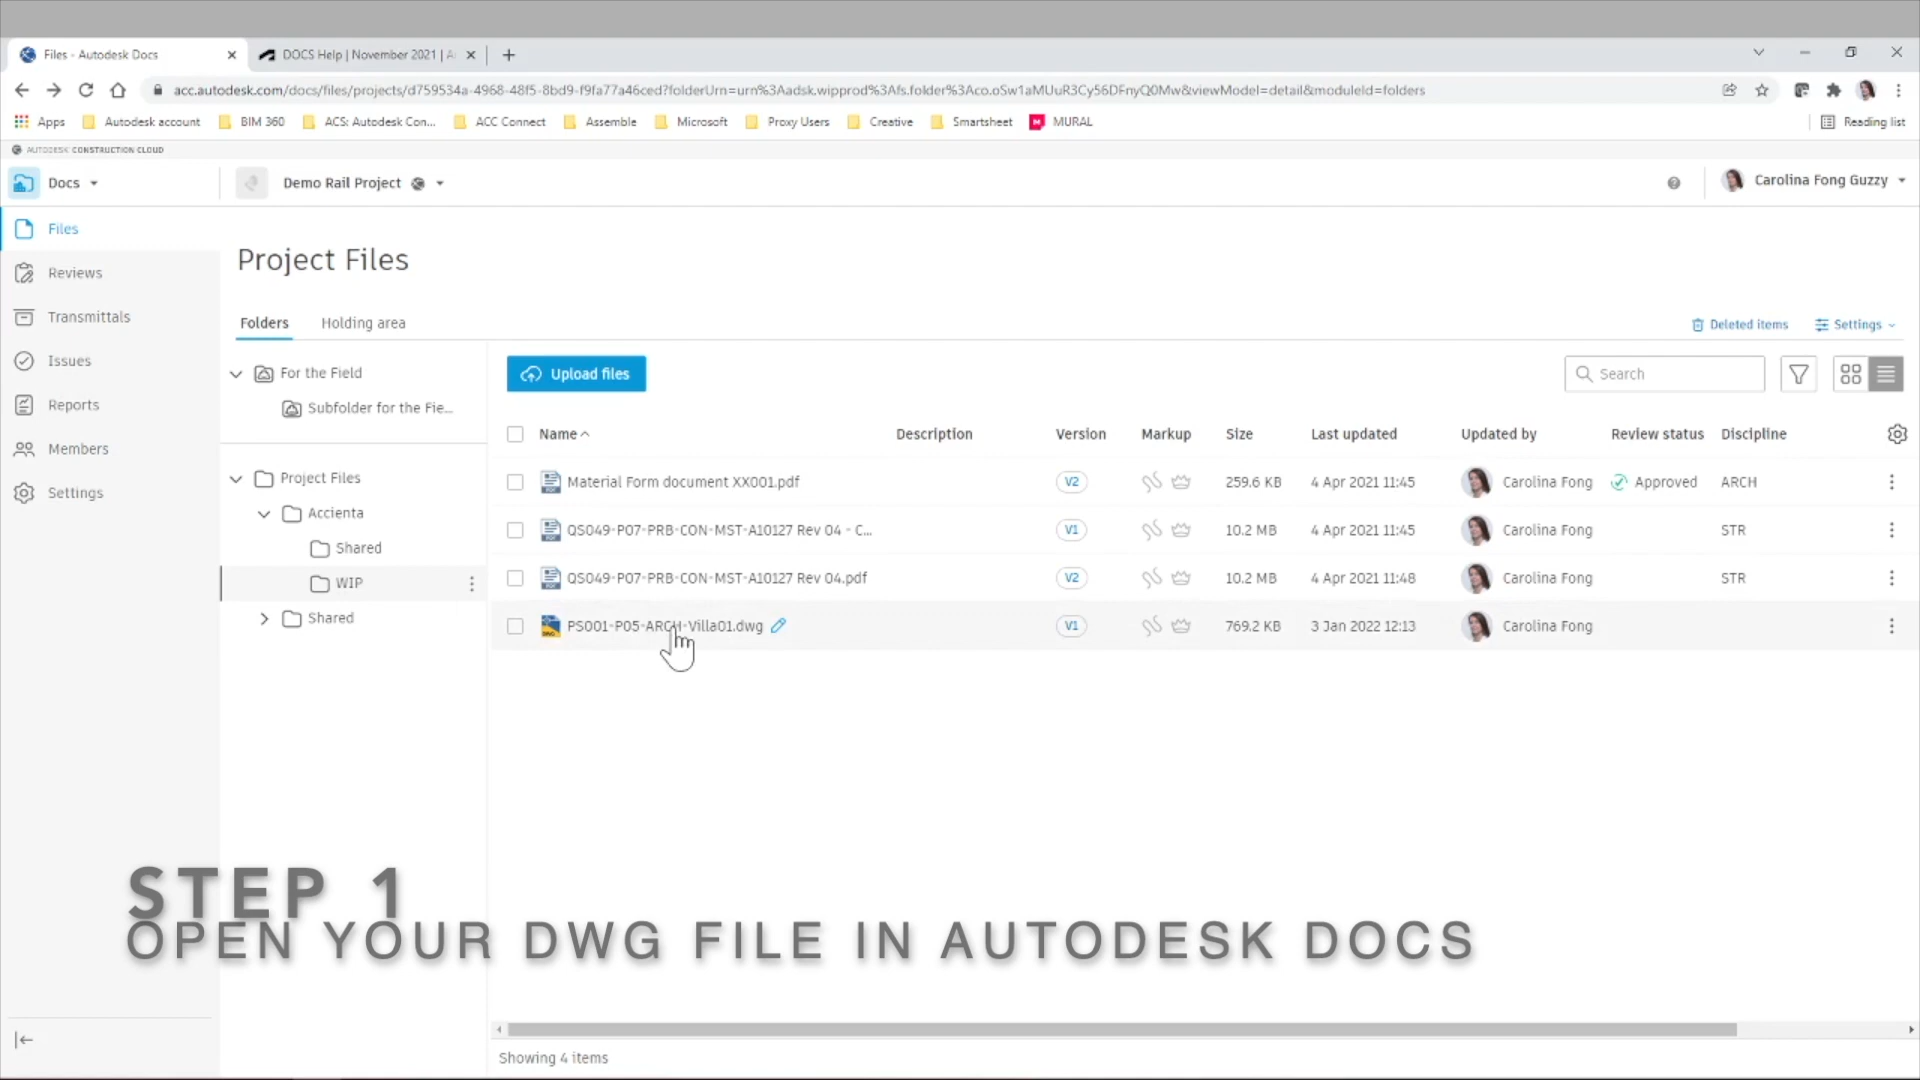 Files - Autodesk Docs
DOCS Help | November 2021 | A
acc.autodesk.com/docs/files/projects/d759534a-4968-48f5-8bd9-f9fa77a46ced?folderUrn=urn%3Aadsk.wipprod%3Afs.folder%3Aco.oSw1aMUuR3Cy56DFnyQ0Mw&viewModel=detail&moduleId=folders
Apps Autodesk account BIM 360 ACS: Autodesk Con... ACC Connect Assemble Microsoft Proxy Users Creative Smartsheet MURAL Reading list
AUTODESK CONSTRUCTION CLOUD
Docs Demo Rail Project Carolina Fong Guzzy
Files
Reviews
Transmittals
Issues
Reports
Members
Settings
Project Files
Folders Holding area Deleted items Settings
For the Field
Subfolder for the Fie...
Project Files
Accienta
Shared
WIP
Shared
Upload files Search
Name Description Version Markup Size Last updated Updated by Review status Discipline
Material Form document XX001.pdf V2 259.6 KB 4 Apr 2021 11:45 Carolina Fong Approved ARCH
QS049-P07-PRB-CON-MST-A10127 Rev 04 - C... V1 10.2 MB 4 Apr 2021 11:45 Carolina Fong STR
QS049-P07-PRB-CON-MST-A10127 Rev 04.pdf V2 10.2 MB 4 Apr 2021 11:48 Carolina Fong STR
PS001-P05-ARCH-Villa01.dwg V1 769.2 KB 3 Jan 2022 12:13 Carolina Fong
STEP 1
OPEN YOUR DWG FILE IN AUTODESK DOCS
Showing 4 items